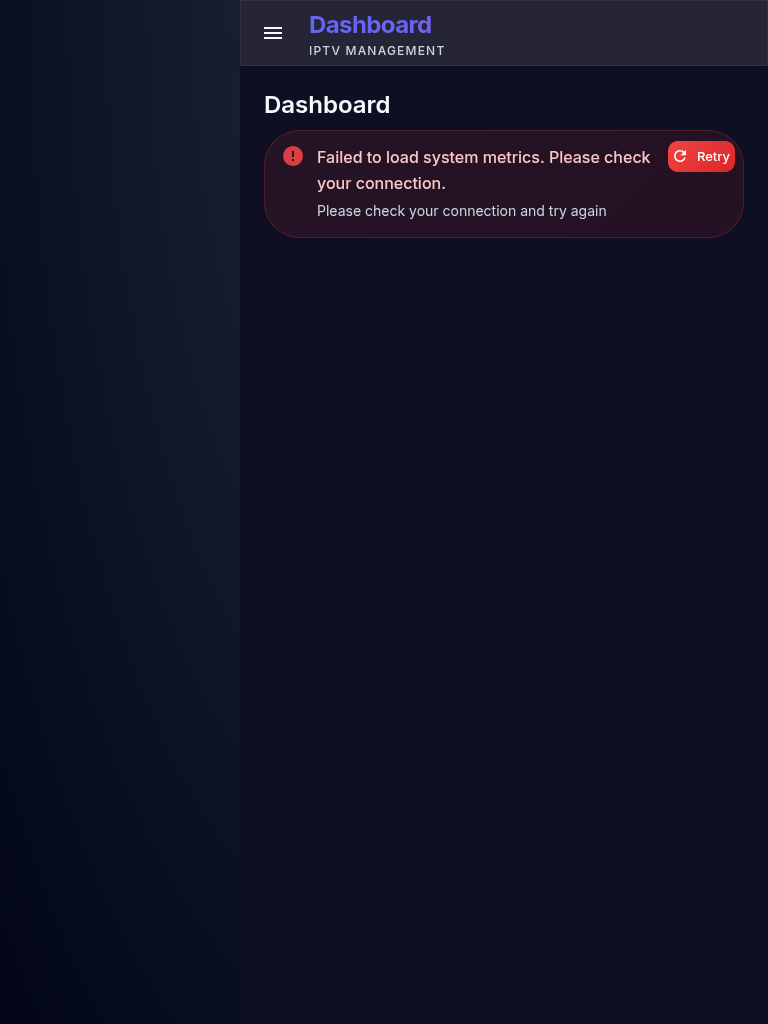 Dashboard
IPTV MANAGEMENT
Dashboard
Failed to load system metrics. Please check
your connection.
Please check your connection and try again
Retry